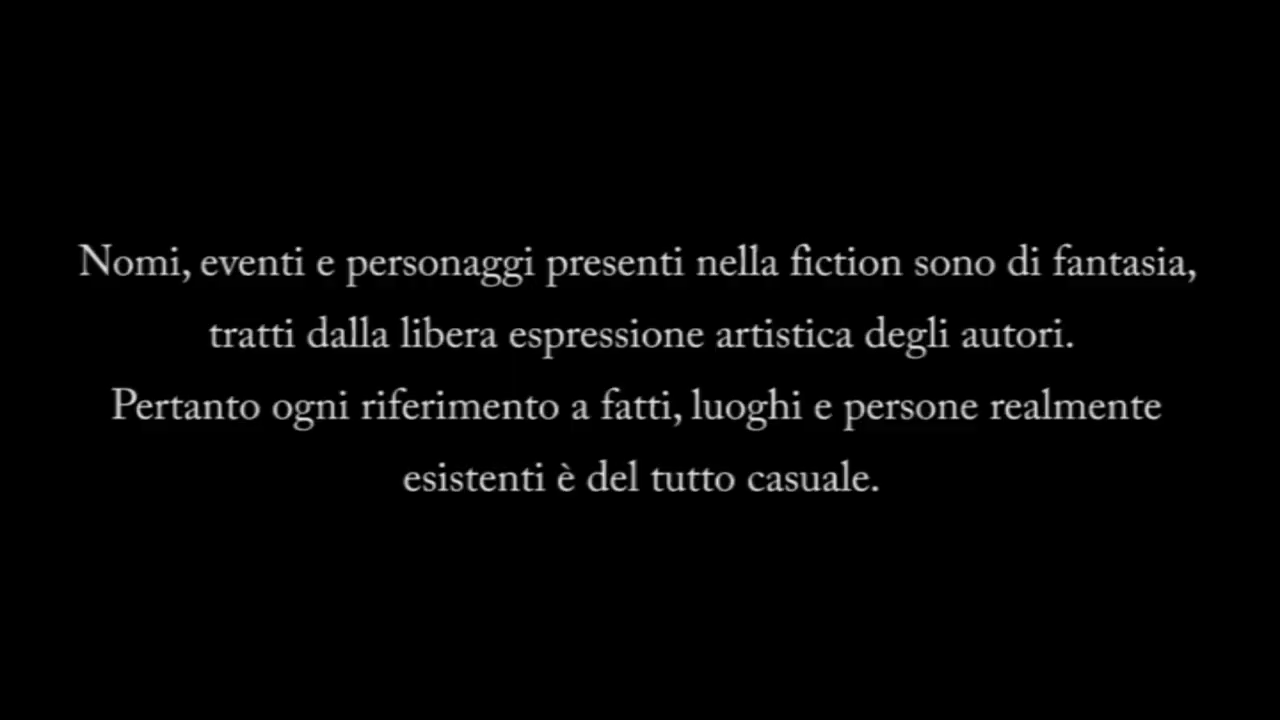 Nomi, eventi e personaggi presenti nella fiction sono di fantasia,
tratti dalla libera espressione artistica degli autori.
Pertanto ogni riferimento a fatti, luoghi e persone realmente
esistenti è del tutto casuale.